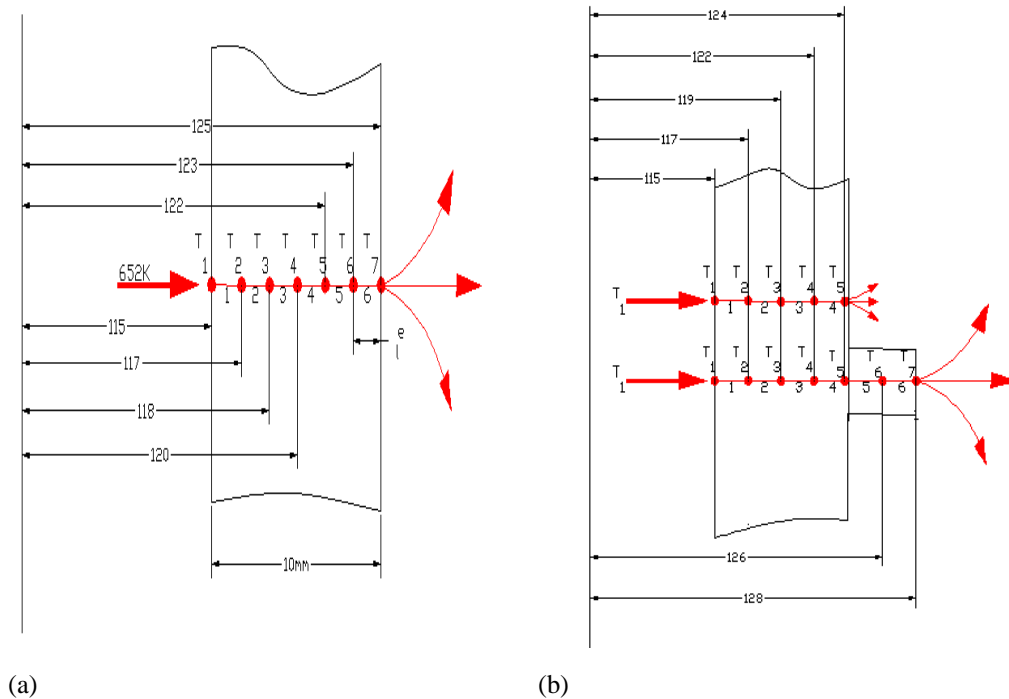 125
123
122
T T T T T T T
1 2 3 4 5 6 7
652K
1 2 3 4 5 6
115
e
l
117
118
120
10mm
(a)
124
122
119
117
115
T T T T T
1 2 3 4 5
T
1
1 2 3 4
T T T T T T T
1 2 3 4 5 6 7
T
1
1 2 3 4 5 6
126
128
(b)